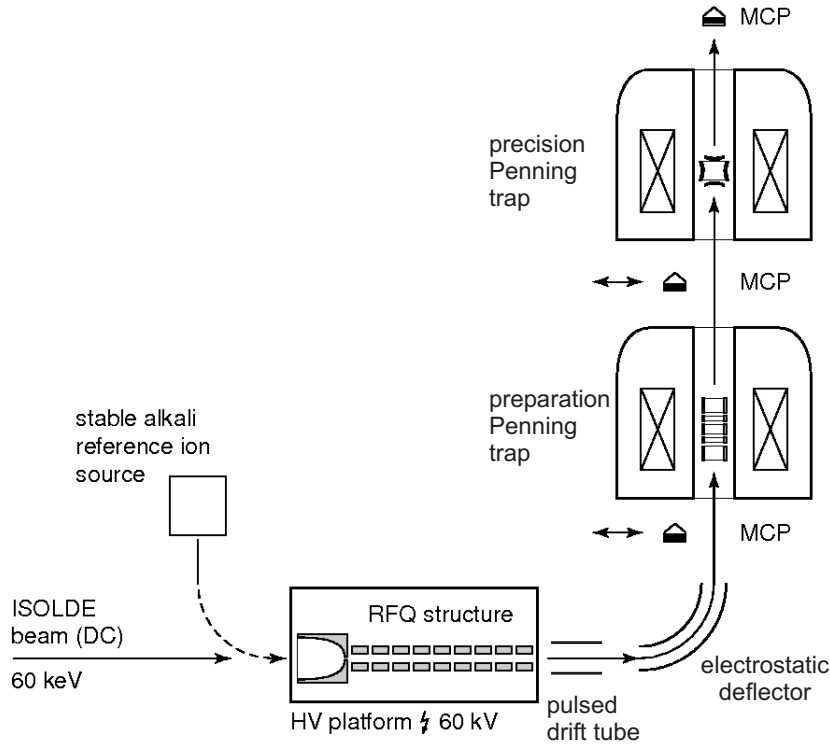 MCP
precision
Penning
trap
MCP
preparation
Penning
trap
stable alkali
reference ion
source
MCP
ISOLDE
beam (DC)
60 keV
RFQ structure
HV platform 60 kV
pulsed
drift tube
electrostatic
deflector